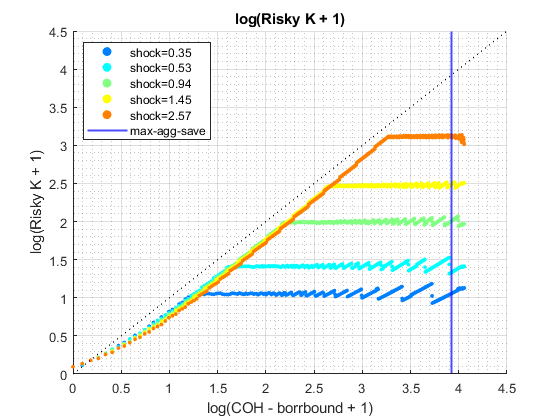 log(Risky K + 1)
4.5
4
3.5
3
2.5
2
1.5
1
0.5
0
log(Risky K + 1)
shock=0.35
shock=0.53
shock=0.94
shock=1.45
shock=2.57
max-agg-save
0 0.5 1 1.5 2 2.5 3 3.5 4 4.5
log(COH - borrbound + 1)